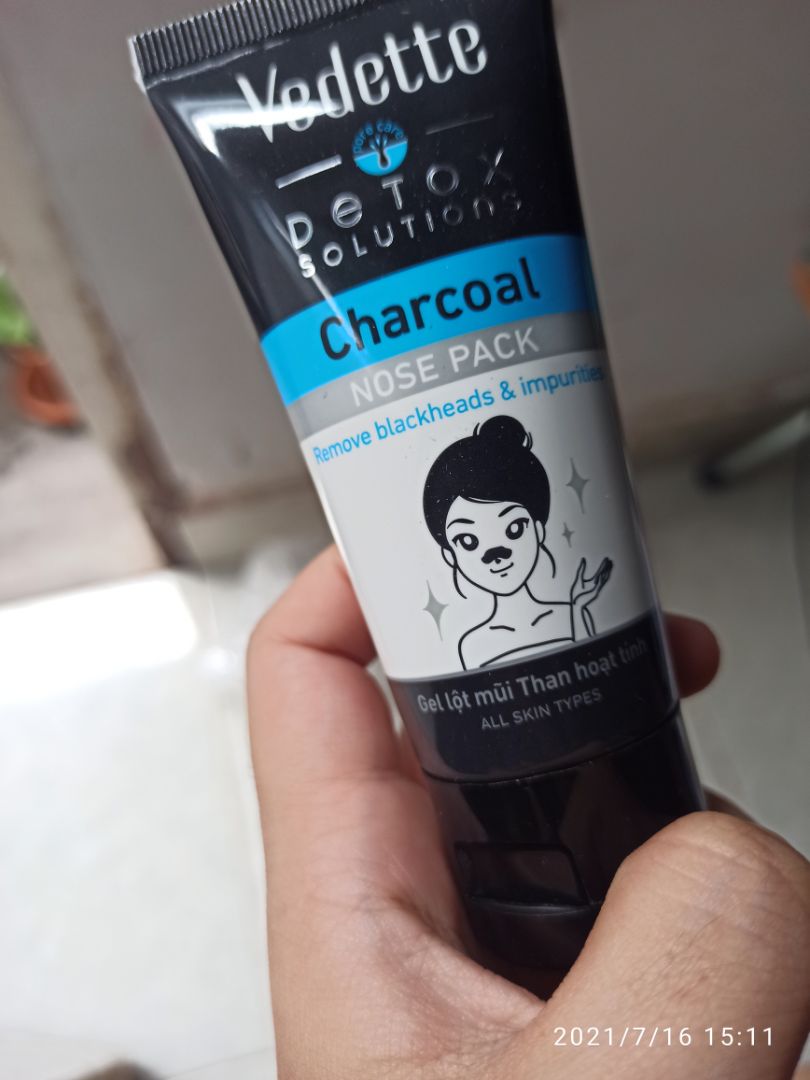 Vedette
pore care
DeTOX
SOLUTIONS
Charcoal
NOSE PACK
Remove blackheads & impurities
Gel lột mũi Than hoạt tính
ALL SKIN TYPES
2021/7/16 15:11